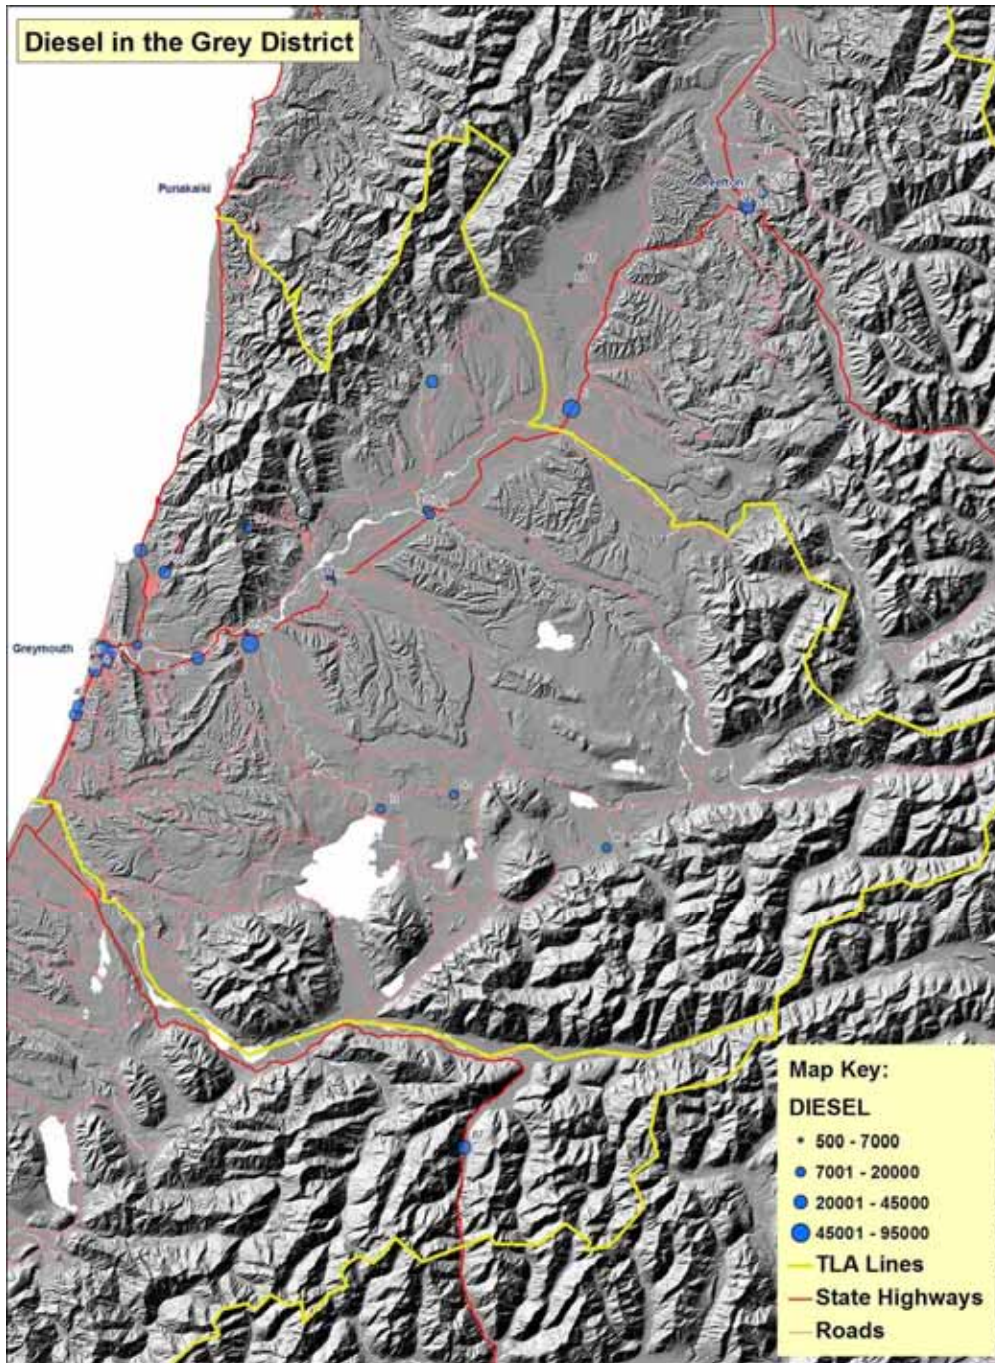 Diesel in the Grey District
Punakaiki
Reefton
Greymouth
Map Key:
DIESEL
500 - 7000
7001 - 20000
20001 - 45000
45001 - 95000
TLA Lines
State Highways
Roads